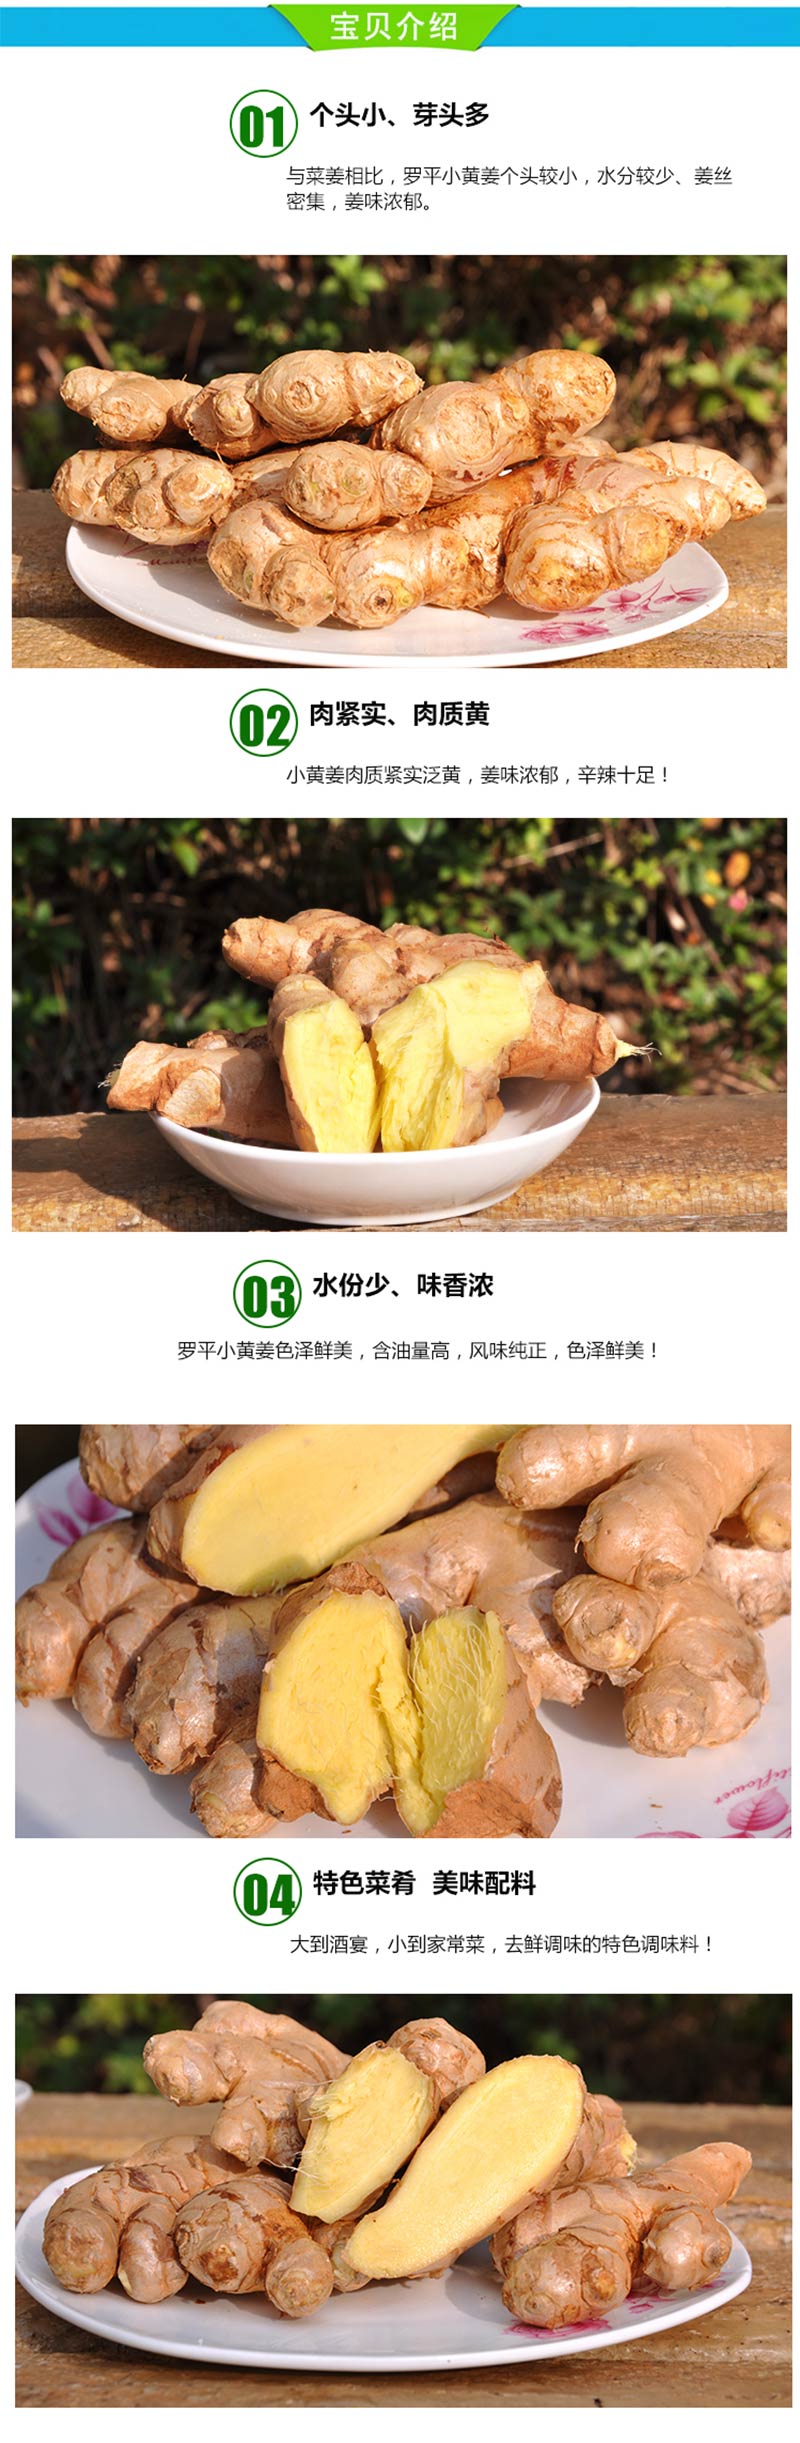 宝贝介绍
01 个头小、芽头多
与菜姜相比，罗平小黄姜个头较小，水分较少、姜丝
密集，姜味浓郁。
02 肉紧实、肉质黄
小黄姜肉质紧实泛黄，姜味浓郁，辛辣十足！
03 水份少、味香浓
罗平小黄姜色泽鲜美，含油量高，风味纯正，色泽鲜美！
04 特色菜肴 美味配料
大到酒宴，小到家常菜，去鲜调味的特色调味料！